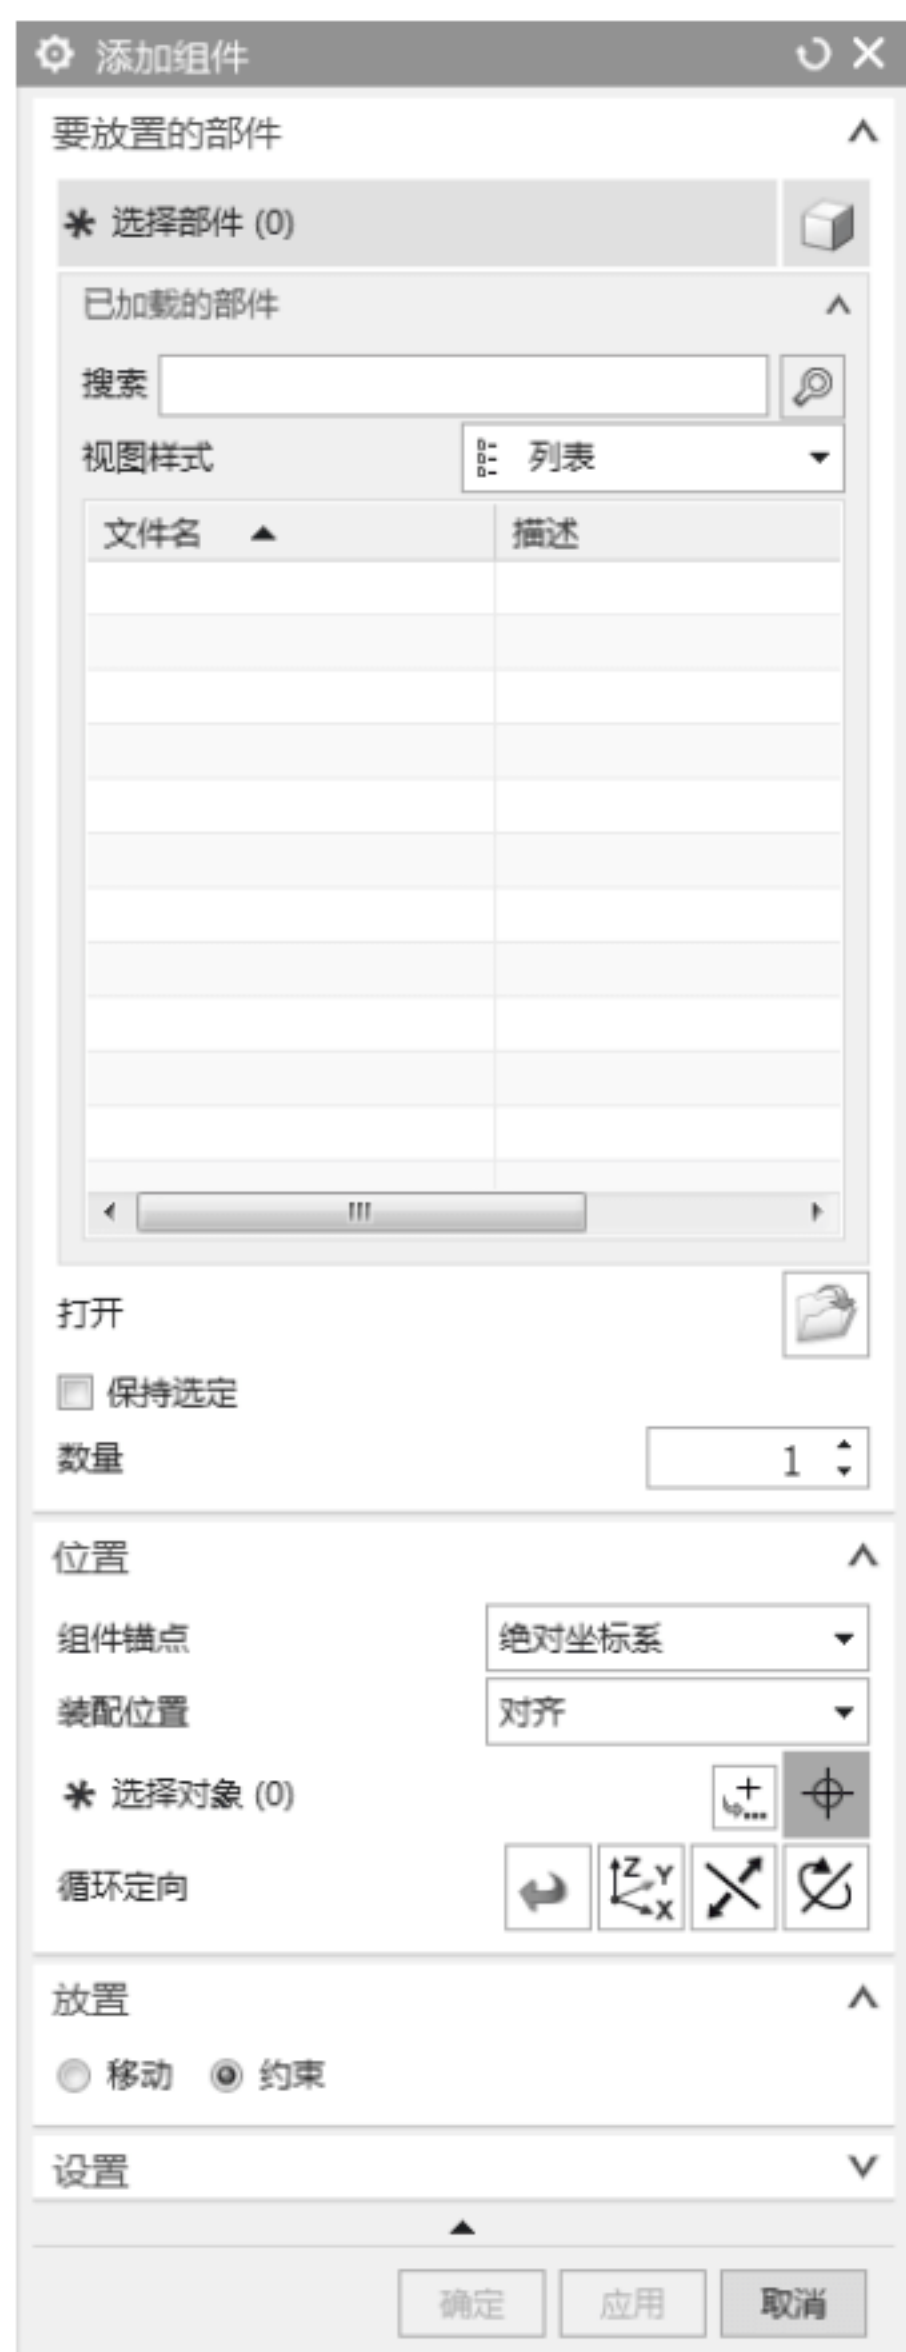 添加组件
要放置的部件
选择部件 (0)
已加载的部件
搜索
视图样式 列表
文件名 描述
打开
保持选定
数量 1
位置
组件锚点 绝对坐标系
装配位置 对齐
选择对象 (0)
循环定向 Z Y X
放置
移动 约束
设置
确定 应用 取消